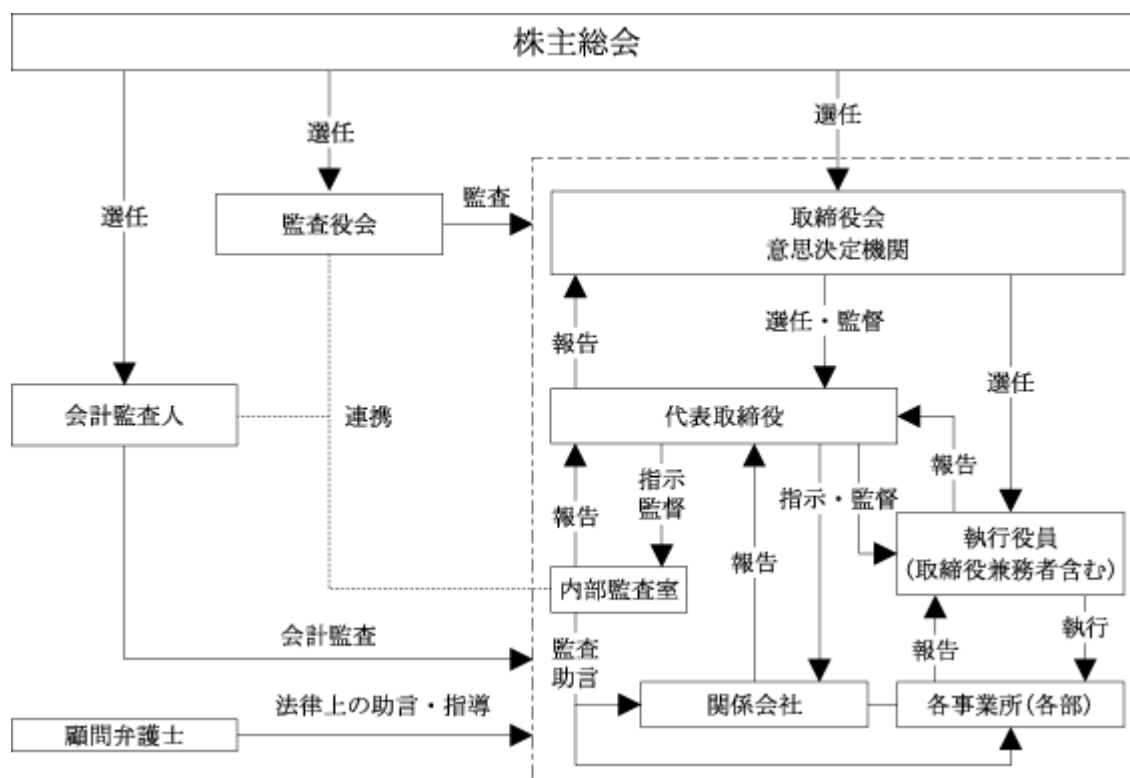 株主総会
選任
選任
選任
監査役会
監査
取締役会
意思決定機関
報告
選任・監督
選任
会計監査人
連携
代表取締役
報告
指示
監督
報告
指示・監督
報告
執行役員
(取締役兼務者含む)
内部監査室
会計監査
監査
助言
報告
執行
関係会社
各事業所(各部)
顧問弁護士
法律上の助言・指導